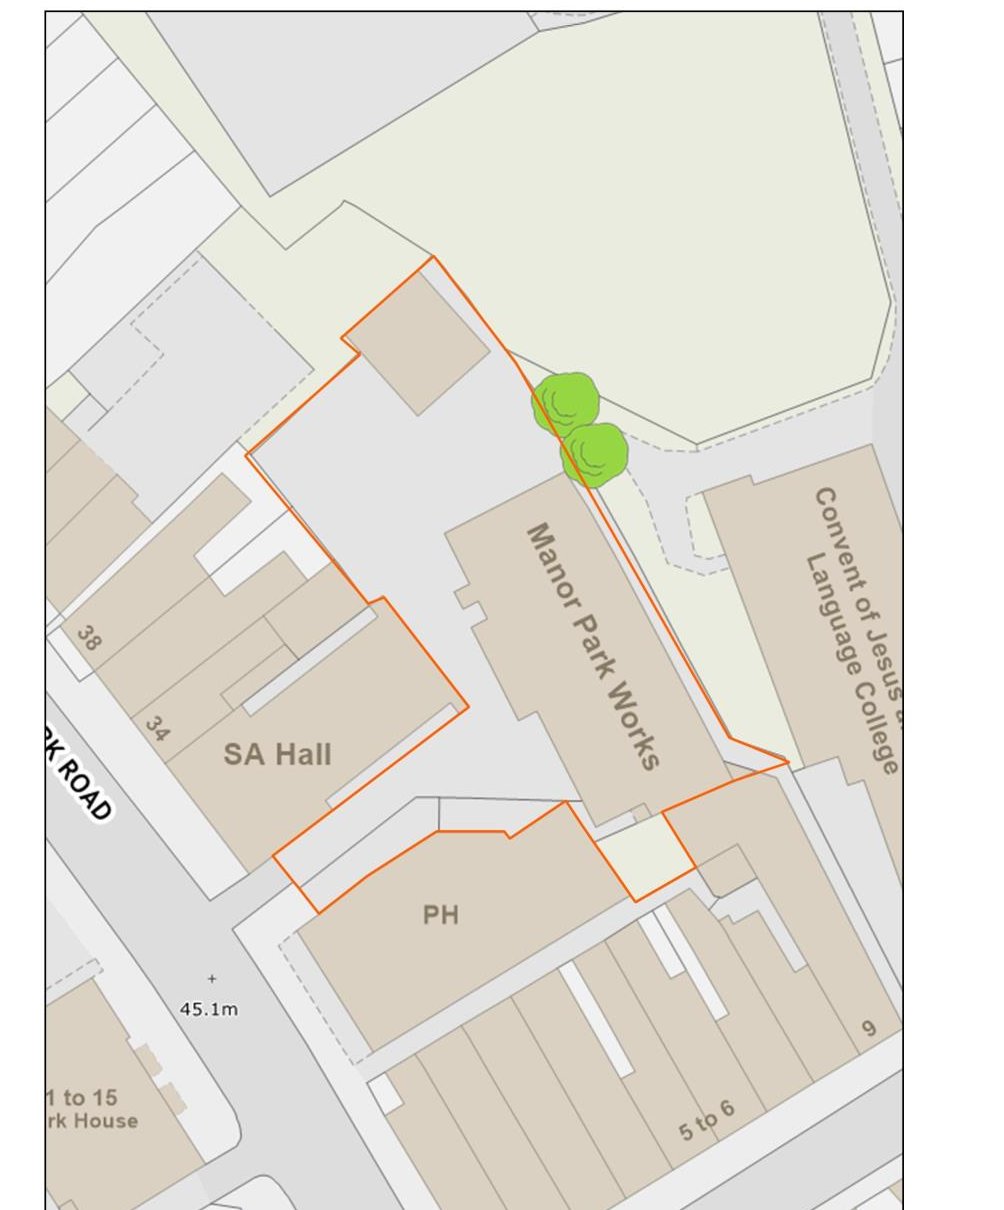 Convent of Jesus
Language College
Manor Park Works
38
34
SA Hall
RK ROAD
PH
45.1m
9
1 to 15
rk House
5 to 6